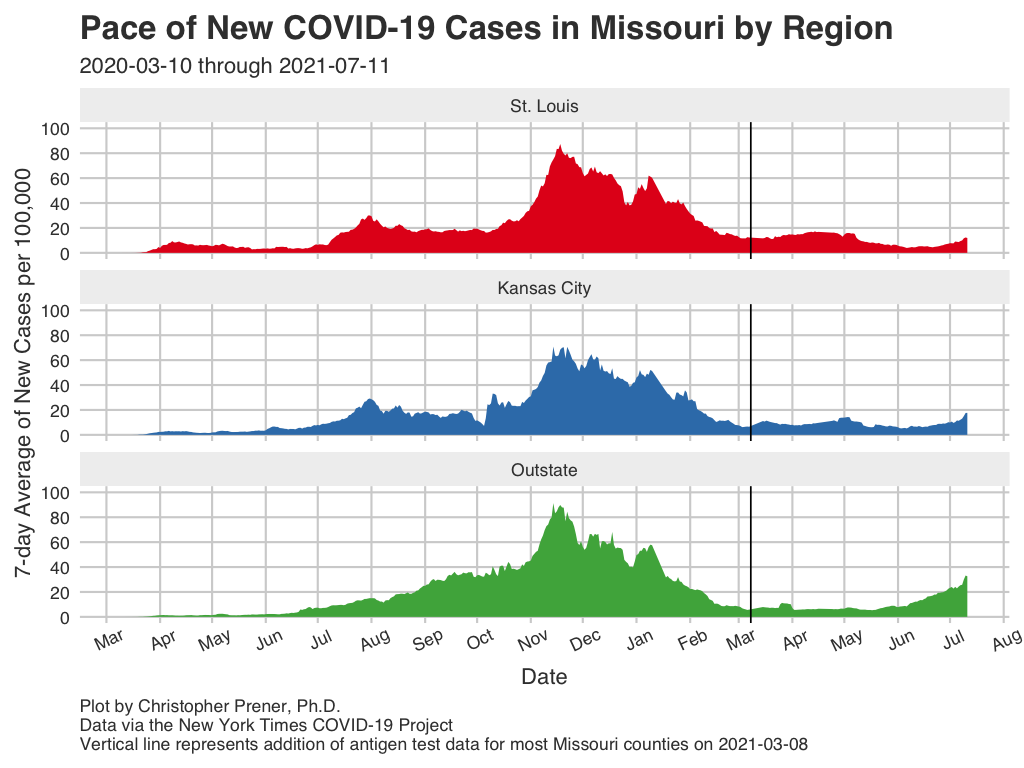 Pace of New COVID-19 Cases in Missouri by Region
2020-03-10 through 2021-07-11
7-day Average of New Cases per 100,000
St. Louis
100
80
60
40
20
0
Kansas City
100
80
60
40
20
0
Outstate
100
80
60
40
20
0
Mar Apr May Jun Jul Aug Sep Oct Nov Dec Jan Feb Mar Apr May Jun Jul Aug
Date
Plot by Christopher Prener, Ph.D.
Data via the New York Times COVID-19 Project
Vertical line represents addition of antigen test data for most Missouri counties on 2021-03-08